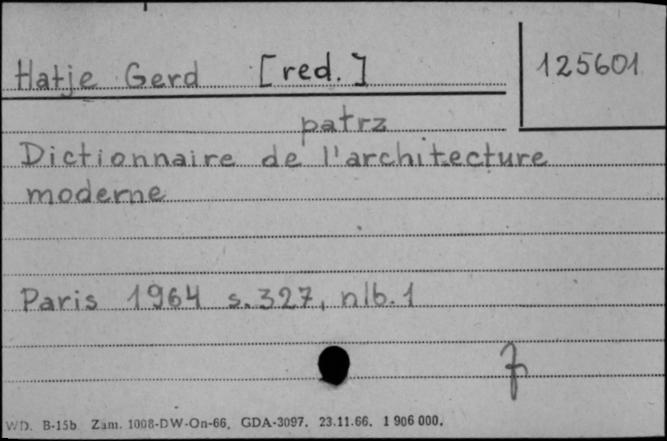 Hatje Gerd [red.]
125601
patrz
Dictionnaire de l'architecture
moderne
Paris 1964 s. 327, nlb. 1
WD. B-15b. Zam. 1008-DW-On-66. GDA-3097. 23.11.66. 1 906 000.